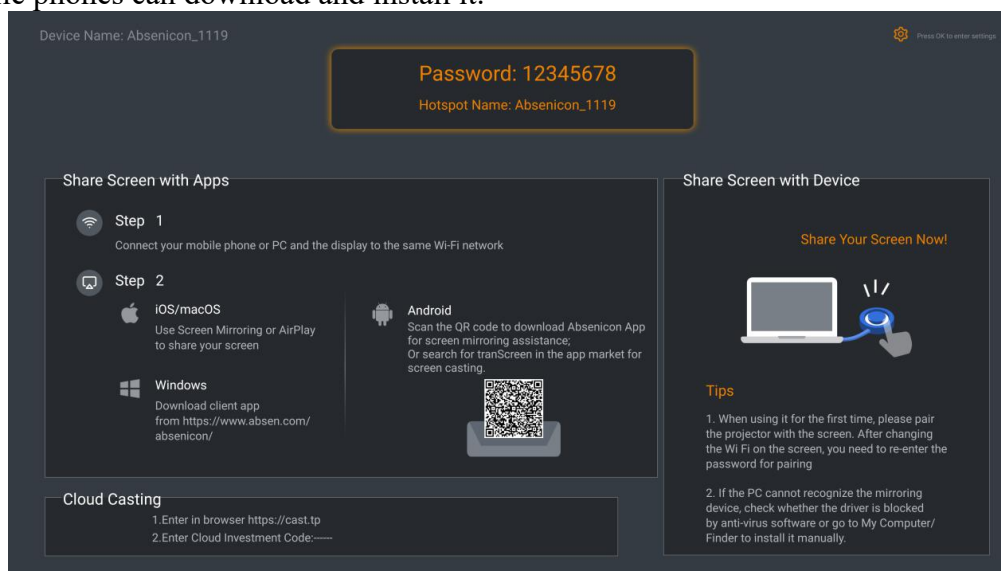 ne phones can download and install it.
Device Name: Absenicon_1119
Press OK to enter settings
Password: 12345678
Hotspot Name: Absenicon_1119
Share Screen with Apps
Step 1
Connect your mobile phone or PC and the display to the same Wi-Fi network
Step 2
iOS/macOS
Use Screen Mirroring or AirPlay
to share your screen
Windows
Download client app
from https://www.absen.com/
absenicon/
Android
Scan the QR code to download Absenicon App
for screen mirroring assistance;
Or search for tranScreen in the app market for
screen casting.
Cloud Casting
1.Enter in browser https://cast.tp
2.Enter Cloud Investment Code:------
Share Screen with Device
Share Your Screen Now!
Tips
1. When using it for the first time, please pair
the projector with the screen. After changing
the Wi Fi on the screen, you need to re-enter the
password for pairing
2. If the PC cannot recognize the mirroring
device, check whether the driver is blocked
by anti-virus software or go to My Computer/
Finder to install it manually.